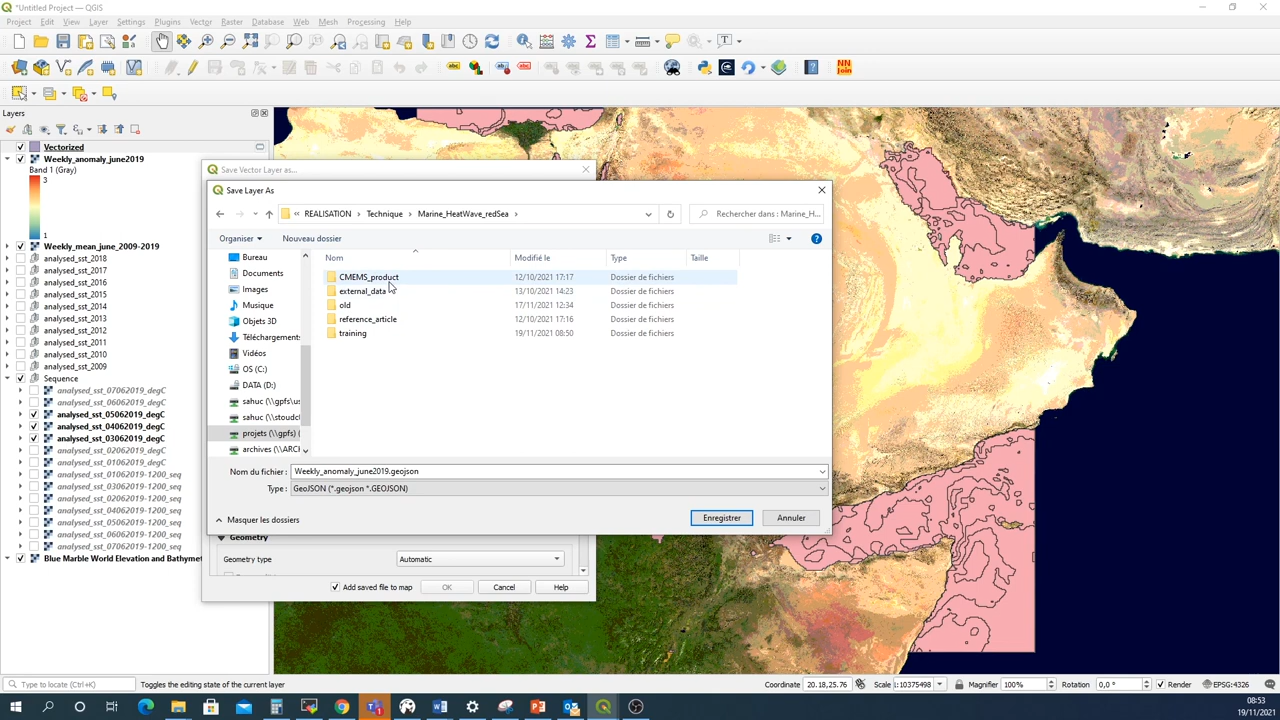 *Untitled Project — QGIS
Project Edit View Layer Settings Plugins Vector Raster Database Web Mesh Processing Help
NN
Join
Layers
Vectorized
Weekly_anomaly_june2019
Band 1 (Gray)
3
1
Weekly_mean_june_2009-2019
analysed_sst_2018
analysed_sst_2017
analysed_sst_2016
analysed_sst_2015
analysed_sst_2014
analysed_sst_2013
analysed_sst_2012
analysed_sst_2011
analysed_sst_2010
analysed_sst_2009
Sequence
analysed_sst_07062019_degC
analysed_sst_06062019_degC
analysed_sst_05062019_degC
analysed_sst_04062019_degC
analysed_sst_03062019_degC
analysed_sst_02062019_degC
analysed_sst_01062019_degC
analysed_sst_01062019-1200_seq
analysed_sst_03062019-1200_seq
analysed_sst_02062019-1200_seq
analysed_sst_04062019-1200_seq
analysed_sst_05062019-1200_seq
analysed_sst_06062019-1200_seq
analysed_sst_07062019-1200_seq
Blue Marble World Elevation and Bathymet
Save Vector Layer as...
Save Layer As
« REALISATION › Technique › Marine_HeatWave_redSea ›
Rechercher dans : Marine_H...
Organiser Nouveau dossier
Bureau
Documents
Images
Musique
Objets 3D
Téléchargements
Vidéos
OS (C:)
DATA (D:)
sahuc (\\gpfs\us
sahuc (\\stoudcl
projets (\\gpfs) (
archives (\\ARCI
Nom Modifié le Type Taille
CMEMS_product 12/10/2021 17:17 Dossier de fichiers
external_data 13/10/2021 14:23 Dossier de fichiers
old 17/11/2021 12:34 Dossier de fichiers
reference_article 12/10/2021 17:16 Dossier de fichiers
training 19/11/2021 08:50 Dossier de fichiers
Nom du fichier : Weekly_anomaly_june2019.geojson
Type : GeoJSON (*.geojson *.GEOJSON)
Masquer les dossiers Enregistrer Annuler
Geometry
Geometry type Automatic
Add saved file to map OK Cancel Help
Type to locate (Ctrl+K) Toggles the editing state of the current layer Coordinate 20.18,25.76 Scale 1:10375498 Magnifier 100% Rotation 0,0 ° Render EPSG:4326
08:53
19/11/2021